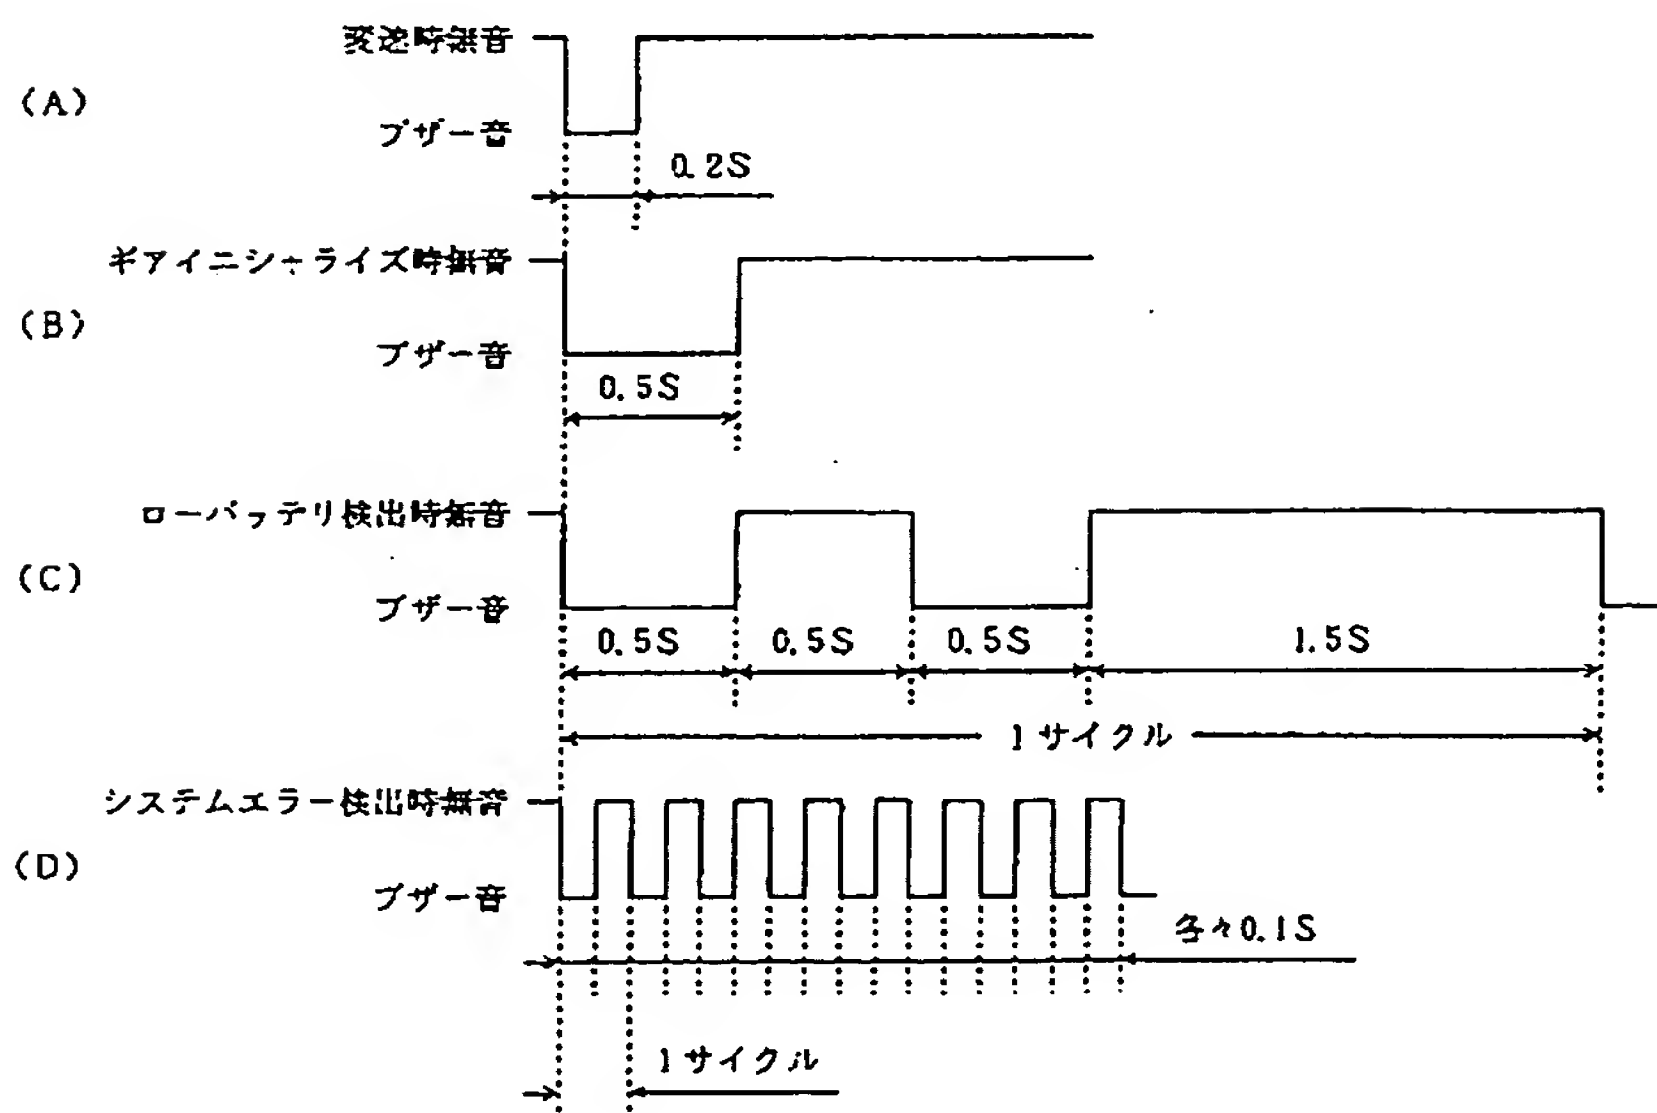 変速時無音
(A)
ブザー音
0.2S
ギアイニシャライズ時無音
(B)
ブザー音
0.5S
ローバッテリ検出時無音
(C)
ブザー音
0.5S 0.5S 0.5S 1.5S
1サイクル
システムエラー検出時無音
(D)
ブザー音
各々0.1S
1サイクル